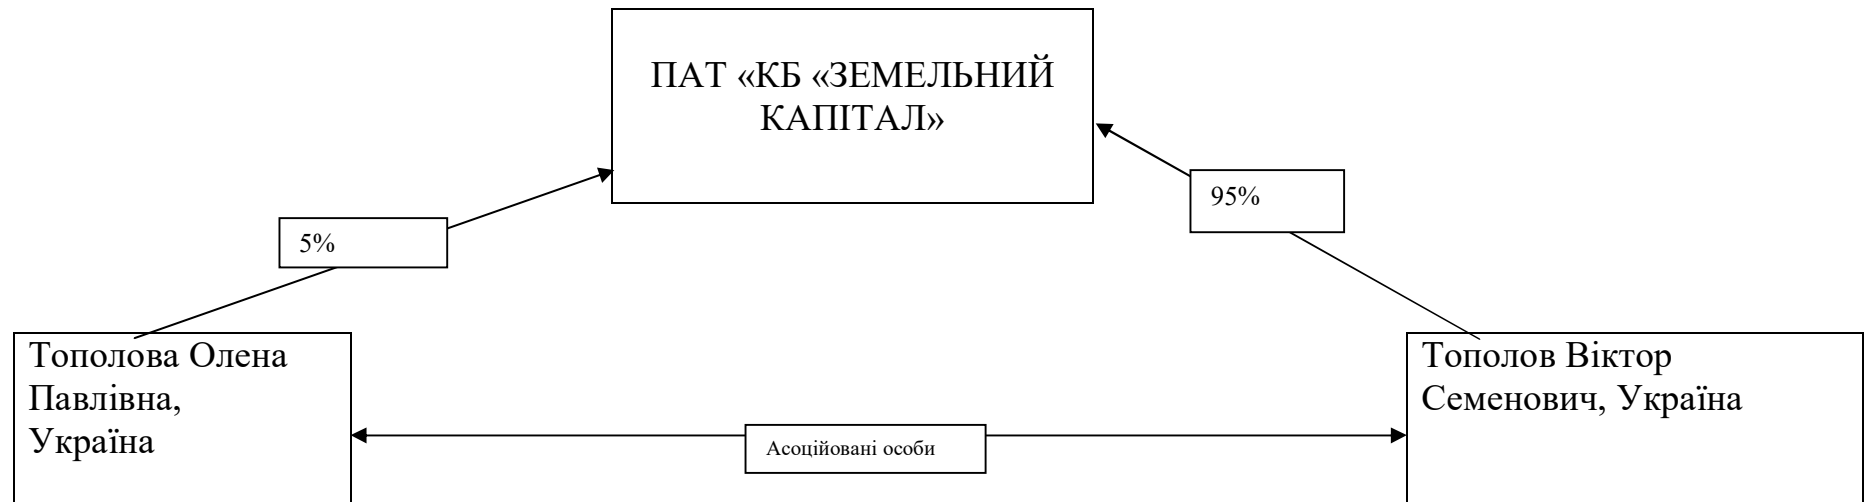 ПАТ «КБ «ЗЕМЕЛЬНИЙ
КАПІТАЛ»
95%
5%
Тополова Олена
Павлівна,
Україна
Тополов Віктор
Семенович, Україна
Асоційовані особи